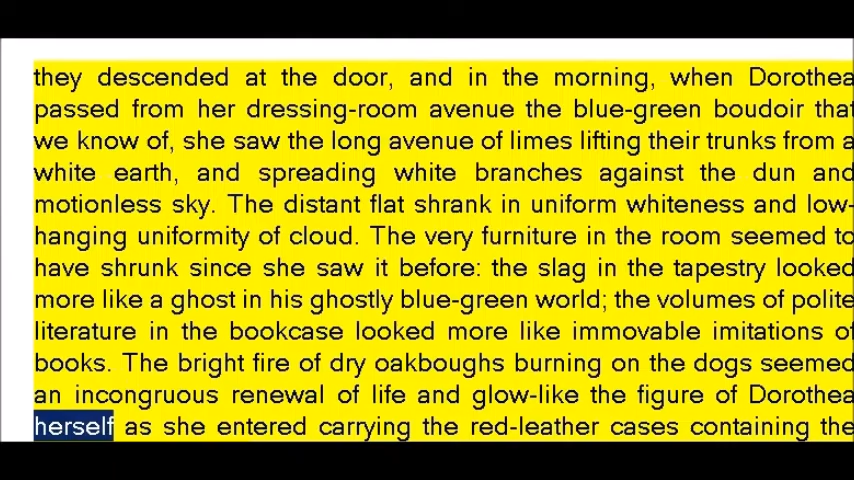 they descended at the door, and in the morning, when Dorothea
passed from her dressing-room avenue the blue-green boudoir that
we know of, she saw the long avenue of limes lifting their trunks from a
white earth, and spreading white branches against the dun and
motionless sky. The distant flat shrank in uniform whiteness and low-
hanging uniformity of cloud. The very furniture in the room seemed to
have shrunk since she saw it before: the slag in the tapestry looked
more like a ghost in his ghostly blue-green world; the volumes of polite
literature in the bookcase looked more like immovable imitations of
books. The bright fire of dry oakboughs burning on the dogs seemed
an incongruous renewal of life and glow-like the figure of Dorothea
herself as she entered carrying the red-leather cases containing the